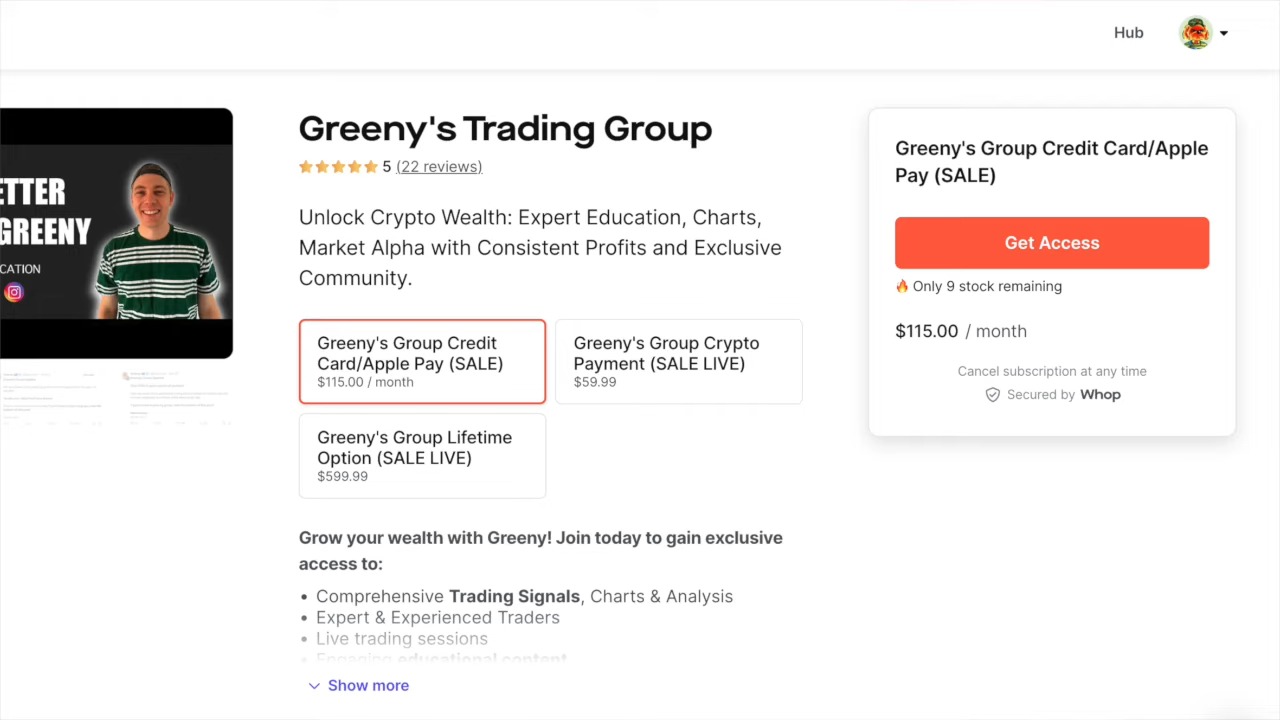 Hub
ETTER
GREENY
CATION
Greeny's Trading Group
5 (22 reviews)
Unlock Crypto Wealth: Expert Education, Charts,
Market Alpha with Consistent Profits and Exclusive
Community.
Greeny's Group Credit
Card/Apple Pay (SALE)
$115.00 / month
Greeny's Group Crypto
Payment (SALE LIVE)
$59.99
Greeny's Group Lifetime
Option (SALE LIVE)
$599.99
Grow your wealth with Greeny! Join today to gain exclusive
access to:
• Comprehensive Trading Signals, Charts & Analysis
• Expert & Experienced Traders
• Live trading sessions
• Engaging educational content
Show more
Greeny's Group Credit Card/Apple
Pay (SALE)
Get Access
🔥 Only 9 stock remaining
$115.00 / month
Cancel subscription at any time
Secured by Whop